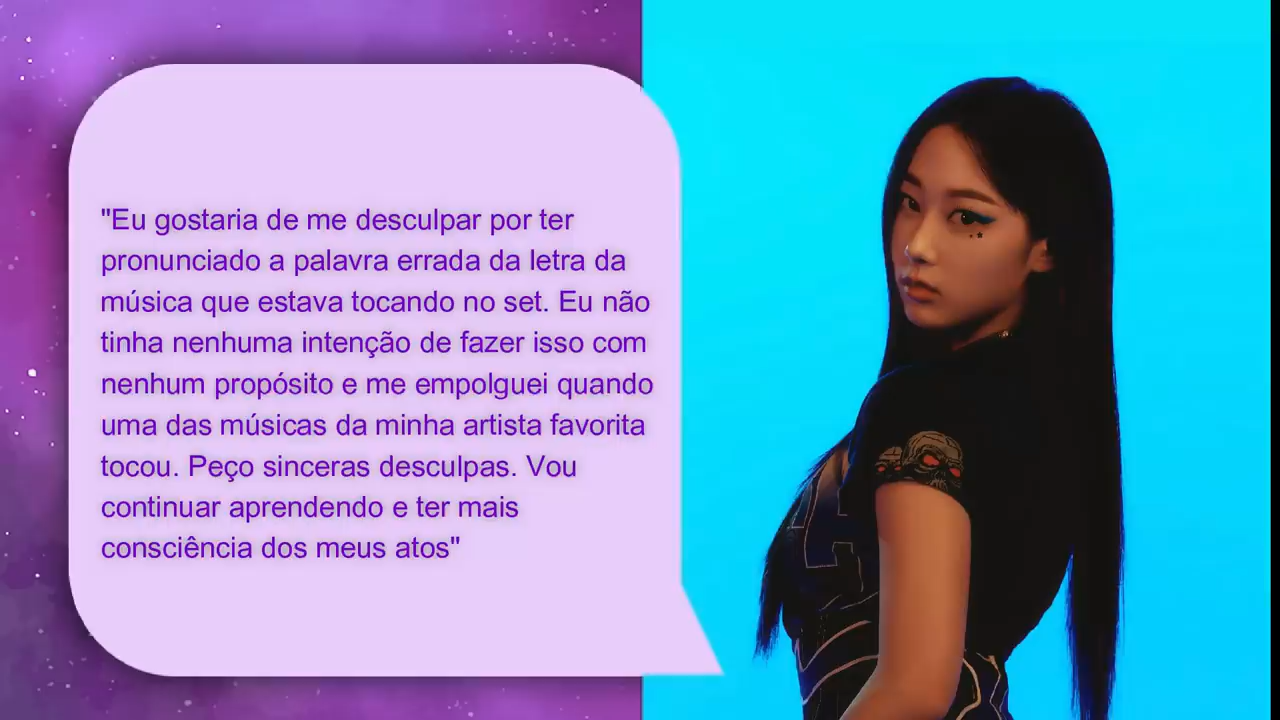 "Eu gostaria de me desculpar por ter
pronunciado a palavra errada da letra da
música que estava tocando no set. Eu não
tinha nenhuma intenção de fazer isso com
nenhum propósito e me empolguei quando
uma das músicas da minha artista favorita
tocou. Peço sinceras desculpas. Vou
continuar aprendendo e ter mais
consciência dos meus atos"